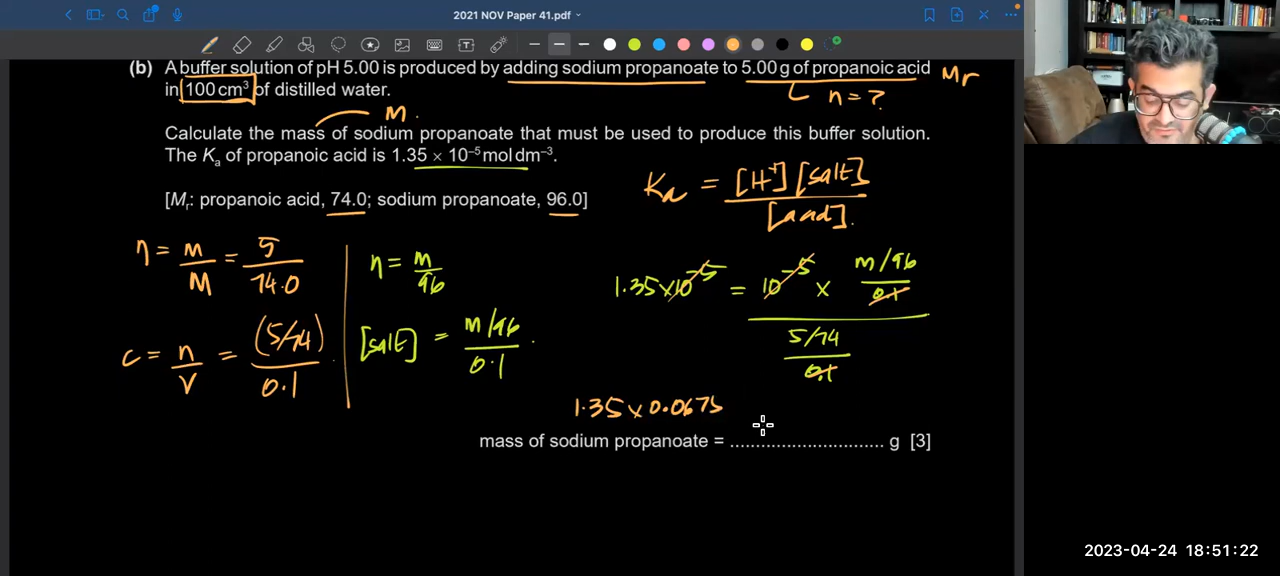 2021 NOV Paper 41.pdf
(b) A buffer solution of pH 5.00 is produced by adding sodium propanoate to 5.00 g of propanoic acid
in 100 cm³ of distilled water.
Mr
n = ?
M
Calculate the mass of sodium propanoate that must be used to produce this buffer solution.
The Kₐ of propanoic acid is 1.35 × 10⁻⁵ mol dm⁻³.
[Mᵣ: propanoic acid, 74.0; sodium propanoate, 96.0]
Ka = [H⁺][salt] / [acid].
n = m/M = 5/74.0
n = m/96
1.35×10⁻⁵ = 10⁻⁵ × (m/96)/0.1 / (5/74)/0.1
c = n/v = (5/74)/0.1
[salt] = (m/96)/0.1.
1.35 × 0.0675
mass of sodium propanoate = .............................. g [3]
2023-04-24 18:51:22